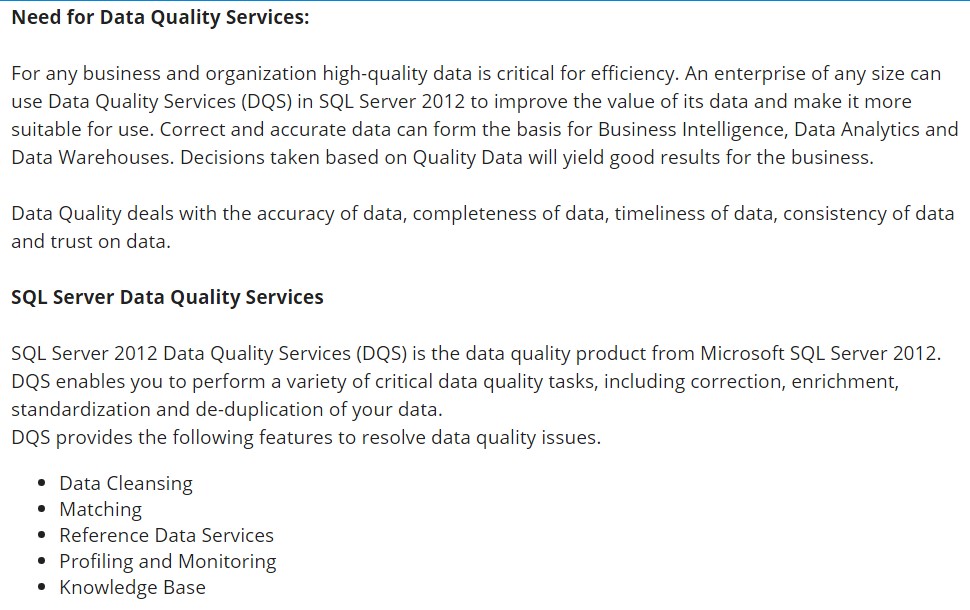 Need for Data Quality Services:
For any business and organization high-quality data is critical for efficiency. An enterprise of any size can
use Data Quality Services (DQS) in SQL Server 2012 to improve the value of its data and make it more
suitable for use. Correct and accurate data can form the basis for Business Intelligence, Data Analytics and
Data Warehouses. Decisions taken based on Quality Data will yield good results for the business.
Data Quality deals with the accuracy of data, completeness of data, timeliness of data, consistency of data
and trust on data.
SQL Server Data Quality Services
SQL Server 2012 Data Quality Services (DQS) is the data quality product from Microsoft SQL Server 2012.
DQS enables you to perform a variety of critical data quality tasks, including correction, enrichment,
standardization and de-duplication of your data.
DQS provides the following features to resolve data quality issues.
• Data Cleansing
• Matching
• Reference Data Services
• Profiling and Monitoring
• Knowledge Base